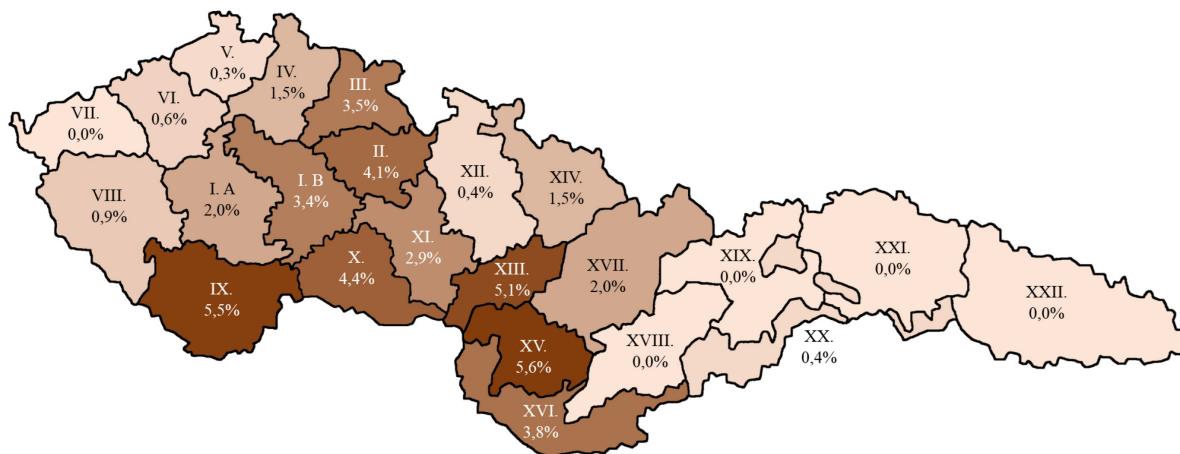 V.
0,3%
IV.
1,5%
III.
3,5%
VI.
0,6%
VII.
0,0%
II.
4,1%
XII.
0,4%
XIV.
1,5%
VIII.
0,9%
I. A
2,0%
I. B
3,4%
XI.
2,9%
X.
4,4%
XIII.
5,1%
XVII.
2,0%
XIX.
0,0%
XXI.
0,0%
XXII.
0,0%
IX.
5,5%
XV.
5,6%
XVIII.
0,0%
XX.
0,4%
XVI.
3,8%